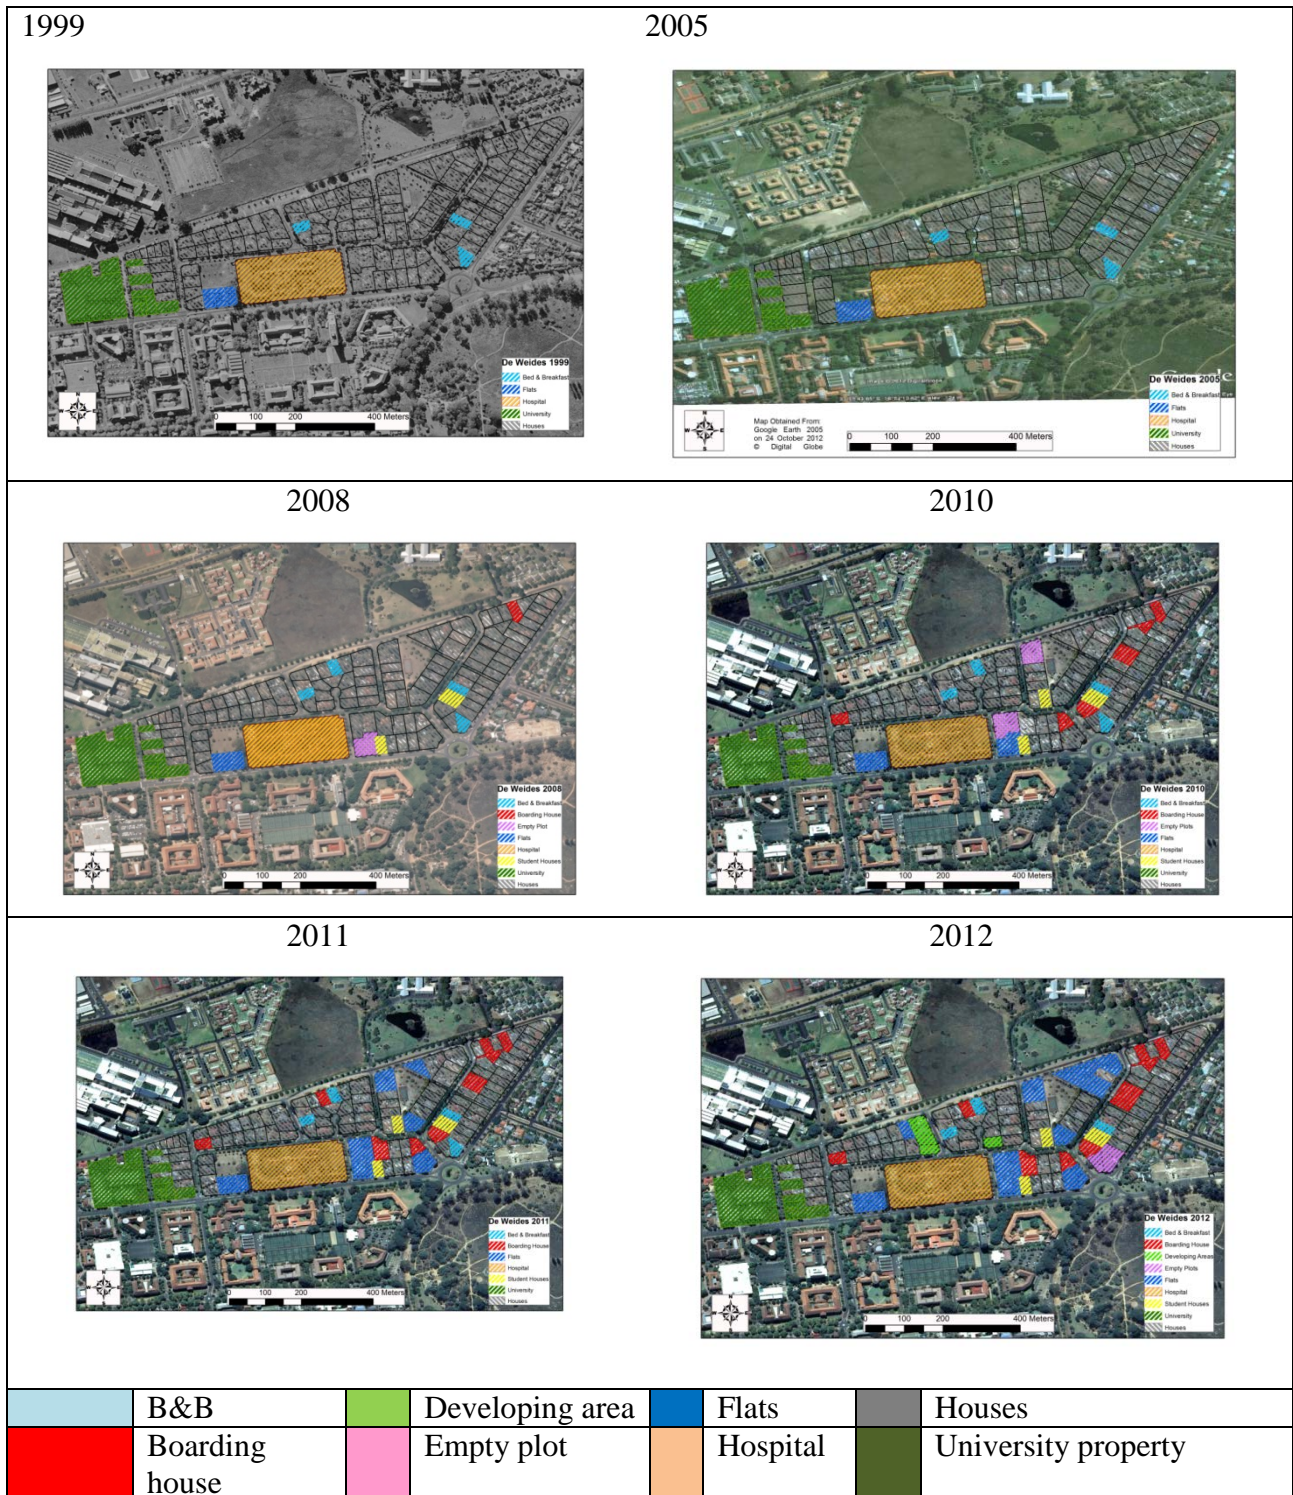 1999
2005
De Weides 1999
Bed & Breakfast
Flats
Hospital
University
Houses
N
W E
S
0 100 200 400 Meters
De Weides 2005
Bed & Breakfast
Flats
Hospital
University
Houses
N
W E
S
Map Obtained From:
Google Earth 2005
on 24 October 2012
© Digital Globe
0 100 200 400 Meters
2008
2010
De Weides 2008
Bed & Breakfast
Boarding House
Empty Plot
Flats
Hospital
Student Houses
University
Houses
0 100 200 400 Meters
De Weides 2010
Bed & Breakfast
Boarding House
Empty Plots
Flats
Hospital
Student Houses
University
Houses
0 100 200 400 Meters
2011
2012
De Weides 2011
Bed & Breakfast
Boarding House
Flats
Hospital
Student Houses
University
Houses
0 100 200 400 Meters
De Weides 2012
Bed & Breakfast
Boarding House
Developing Areas
Empty Plots
Flats
Hospital
Student Houses
University
Houses
0 100 200 400 Meters
B&B
Developing area
Flats
Houses
Boarding
house
Empty plot
Hospital
University property